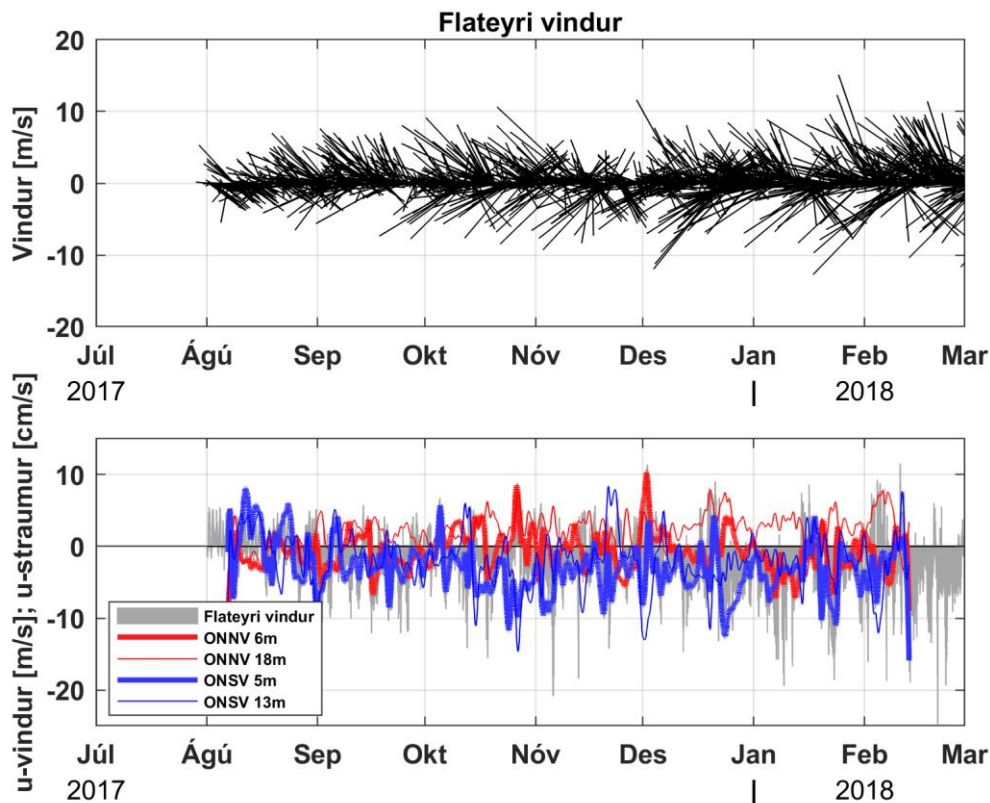 Flateyri vindur
Vindur [m/s]
20
10
0
-10
-20
Júl Ágú Sep Okt Nóv Des Jan Feb Mar
2017 | 2018
u-vindur [m/s]; u-straumur [cm/s]
10
0
-10
-20
Flateyri vindur
ONNV 6m
ONNV 18m
ONSV 5m
ONSV 13m
Júl Ágú Sep Okt Nóv Des Jan Feb Mar
2017 | 2018